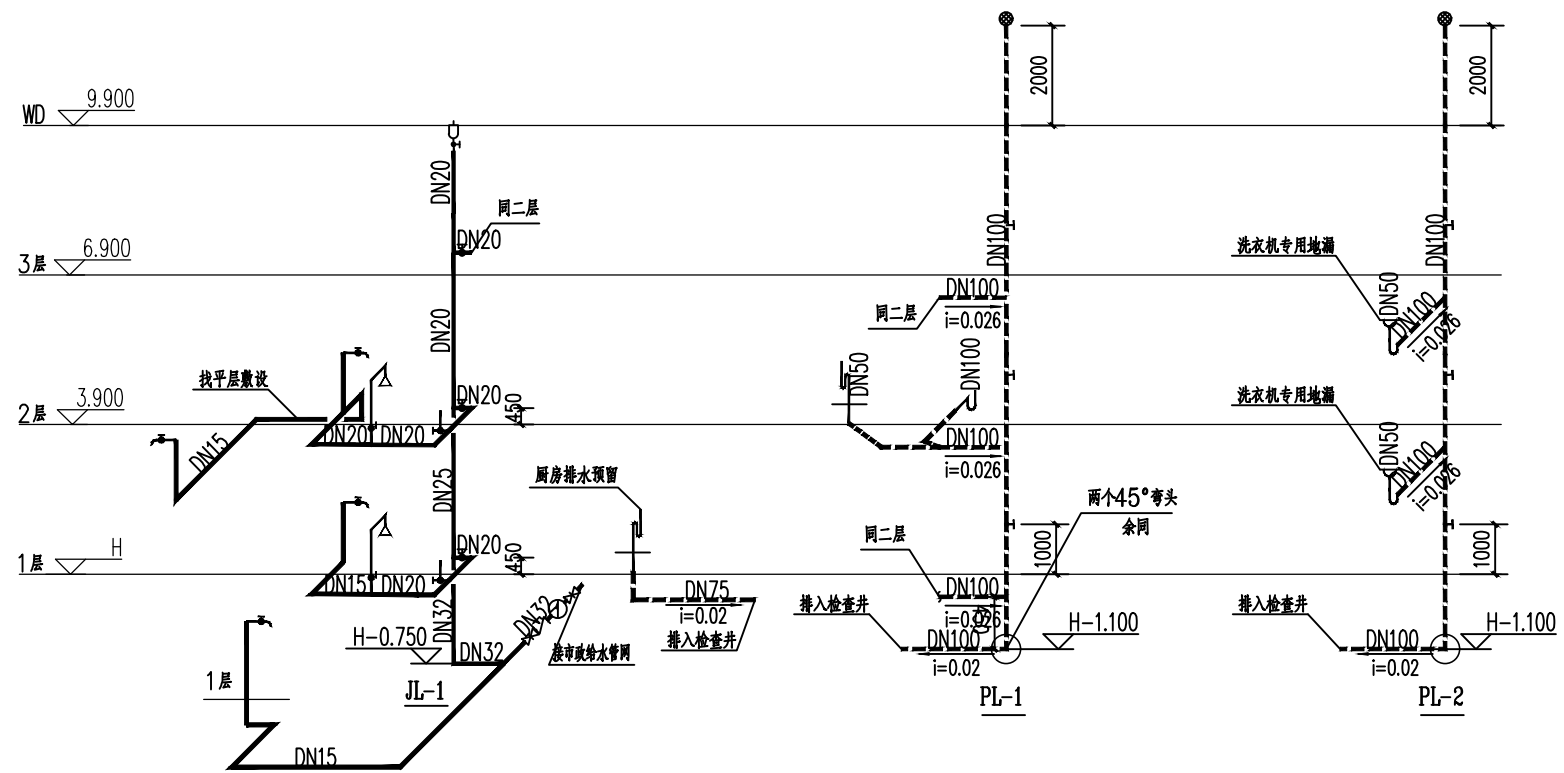 2000
2000
9.900
WD
DN20
同二层
DN20
DN100
DN100
洗衣机专用地漏
6.900
3层
DN50
DN100
i=0.026
DN100
i=0.026
同二层
DN20
DN50
DN100
找平层敷设
3.900
2层
DN20
450
洗衣机专用地漏
DN15
DN20
DN20
DN100
i=0.026
DN50
DN100
i=0.026
DN25
厨房排水预留
两个45°弯头
余同
同二层
H
1层
DN20
450
1000
1000
DN15
DN20
DN32
DN32
DN75
i=0.02
排入检查井
DN100
i=0.026
排入检查井
排入检查井
H-0.750
DN32
接市政给水管网
DN100
i=0.02
H-1.100
DN100
i=0.02
H-1.100
1层
JL-1
PL-1
PL-2
DN15